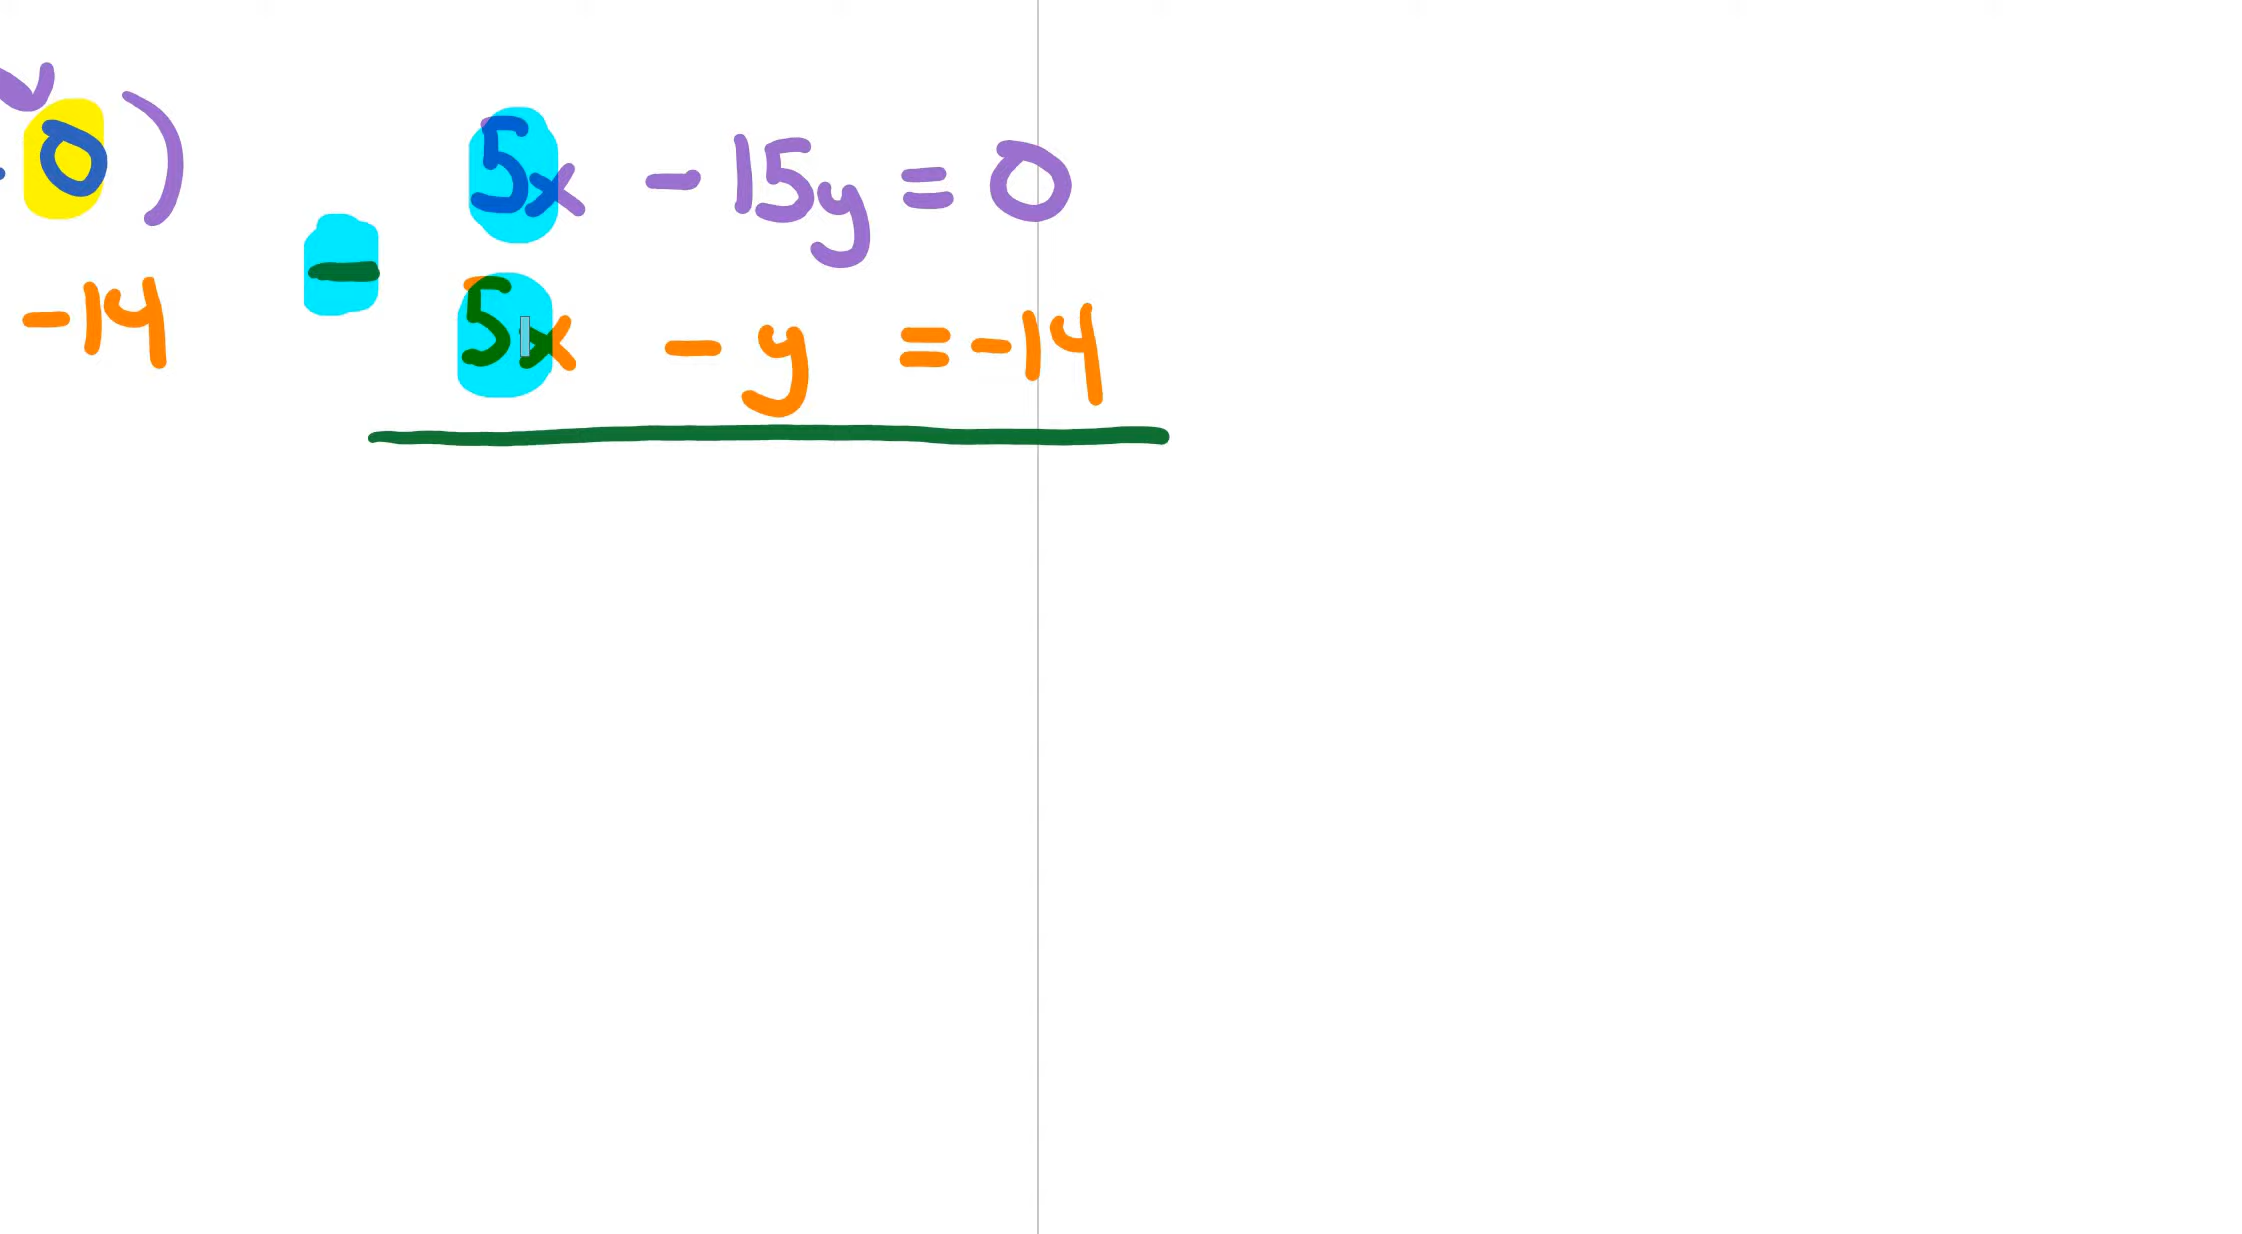 0) 5x - 15y = 0
-
-14 5x - y = -14